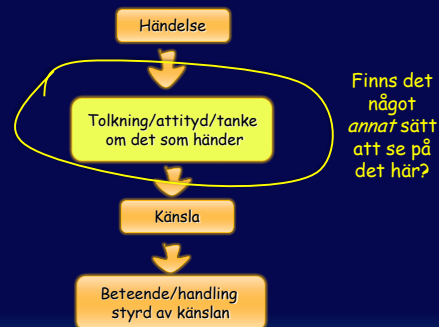 Händelse
Tolkning/attityd/tanke
om det som händer
Finns det
något
annat sätt
att se på
det här?
Känsla
Beteende/handling
styrd av känslan